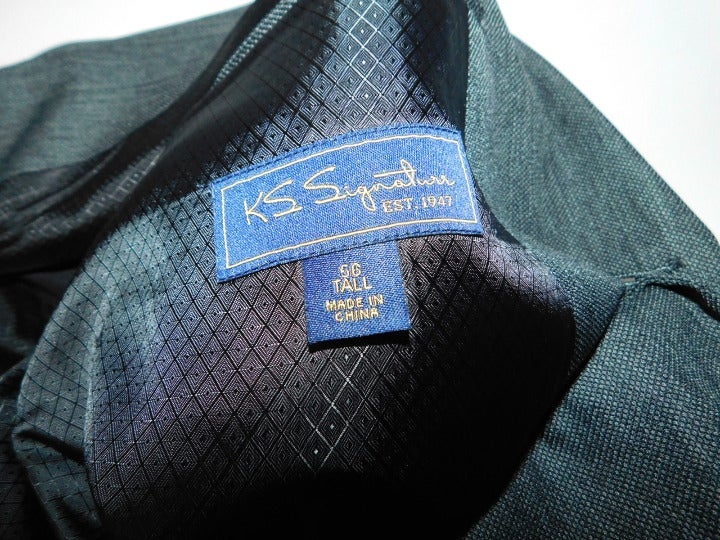 KS Signature
EST. 1947
56
TALL
MADE IN
CHINA